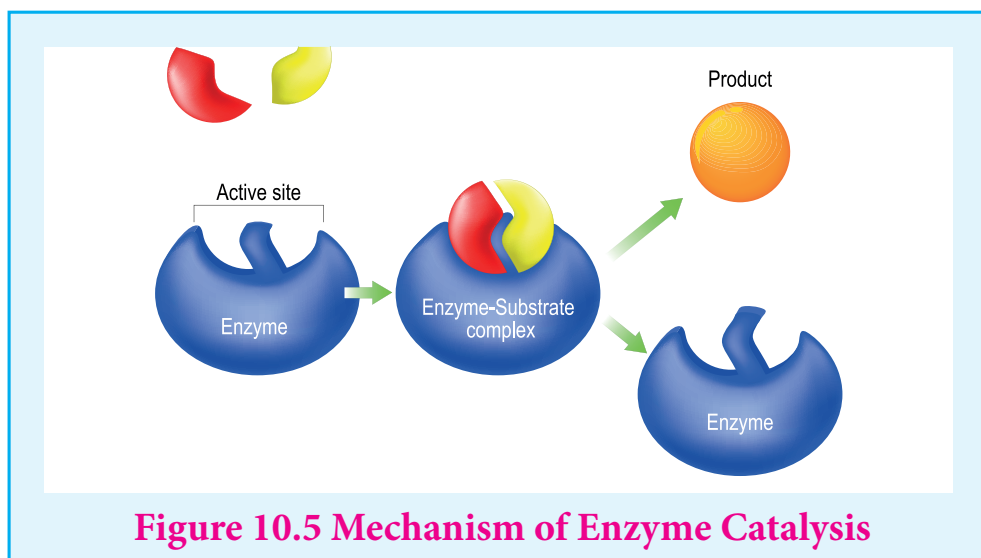 Product
Active site
Enzyme
Enzyme-Substrate
complex
Enzyme
Figure 10.5 Mechanism of Enzyme Catalysis